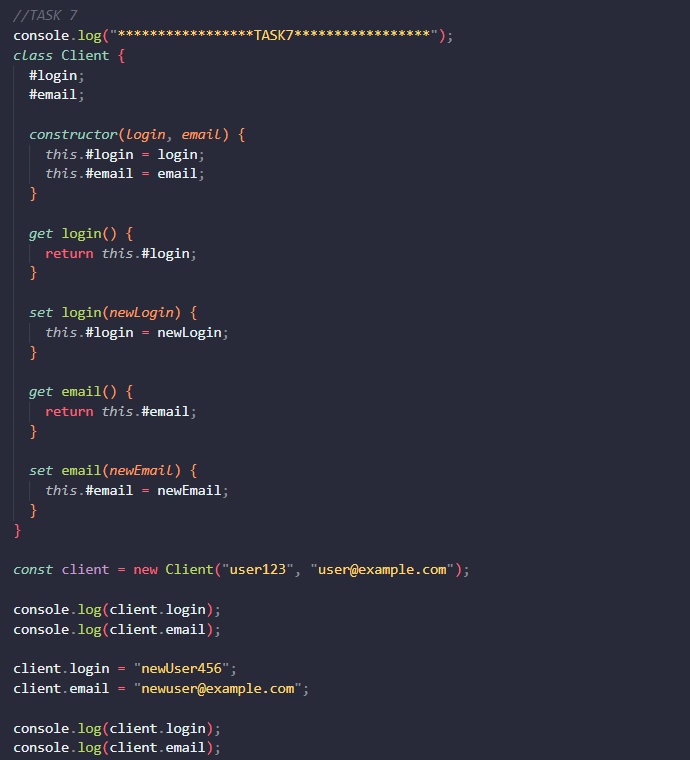 //TASK 7
console.log("*****************TASK7*****************");
class Client {
#login;
#email;
constructor(login, email) {
this.#login = login;
this.#email = email;
}
get login() {
return this.#login;
}
set login(newLogin) {
this.#login = newLogin;
}
get email() {
return this.#email;
}
set email(newEmail) {
this.#email = newEmail;
}
}
const client = new Client("user123", "user@example.com");
console.log(client.login);
console.log(client.email);
client.login = "newUser456";
client.email = "newuser@example.com";
console.log(client.login);
console.log(client.email);